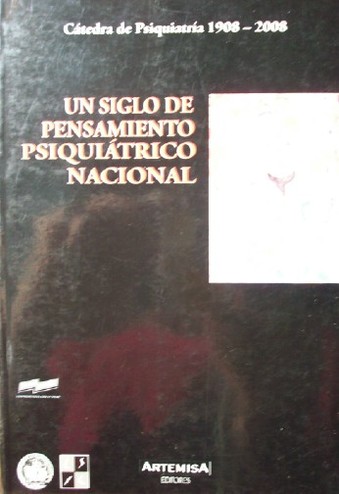 Cátedra de Psiquiatría 1908 – 2008
UN SIGLO DE
PENSAMIENTO
PSIQUIÁTRICO
NACIONAL
ARTEMISA
EDITORES